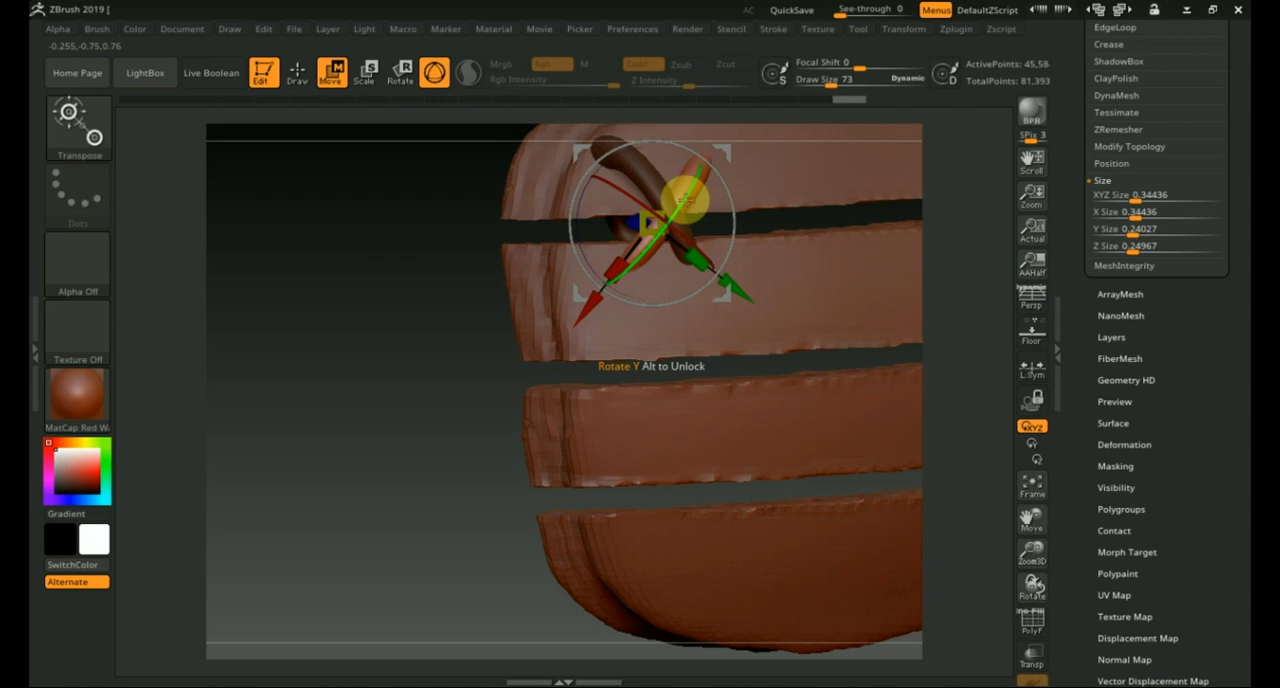 ZBrush 2019 [
AC QuickSave See-through 0 Menus DefaultZScript
Alpha Brush Color Document Draw Edit File Layer Light Macro Marker Material Movie Picker Preferences Render Stencil Stroke Texture Tool Transform Zplugin Zscript
-0.255,-0.75,0.76
Home Page LightBox Live Boolean Edit Draw Move Scale Rotate
Mrgb Rgb M Zadd Zsub Zcut
Rgb Intensity Z Intensity
S Focal Shift 0
Draw Size 73 Dynamic
D ActivePoints: 45,58
TotalPoints: 81,393
Transpose
Dots
Alpha Off
Texture Off
MatCap Red W
Gradient
SwitchColor
Alternate
Rotate Y Alt to Unlock
BPR
SPix 3
Scroll
Zoom
Actual
AAHalf
Dynamic
Persp
Floor
L.Sym
XYZ
Frame
Move
Zoom3D
Rotate
PolyF
Transp
EdgeLoop
Crease
ShadowBox
ClayPolish
DynaMesh
Tessimate
ZRemesher
Modify Topology
Position
Size
XYZ Size 0.34436
X Size 0.34436
Y Size 0.24027
Z Size 0.24967
MeshIntegrity
ArrayMesh
NanoMesh
Layers
FiberMesh
Geometry HD
Preview
Surface
Deformation
Masking
Visibility
Polygroups
Contact
Morph Target
Polypaint
UV Map
Texture Map
Displacement Map
Normal Map
Vector Displacement Map